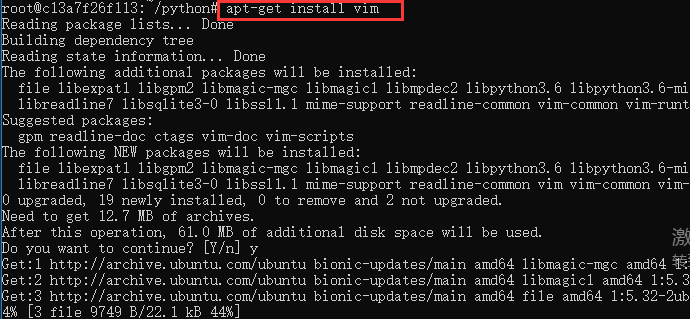 root@c13a7f26f113:~/python# apt-get install vim
Reading package lists... Done
Building dependency tree
Reading state information... Done
The following additional packages will be installed:
file libexpat1 libgpm2 libmagic-mgc libmagic1 libmpdec2 libpython3.6 libpython3.6-mi
libreadline7 libsqlite3-0 libssl1.1 mime-support readline-common vim-common vim-runt
Suggested packages:
gpm readline-doc ctags vim-doc vim-scripts
The following NEW packages will be installed:
file libexpat1 libgpm2 libmagic-mgc libmagic1 libmpdec2 libpython3.6 libpython3.6-mi
libreadline7 libsqlite3-0 libssl1.1 mime-support readline-common vim vim-common vim-
0 upgraded, 19 newly installed, 0 to remove and 2 not upgraded.
Need to get 12.7 MB of archives.
After this operation, 61.0 MB of additional disk space will be used.
Do you want to continue? [Y/n] y
激
Get:1 http://archive.ubuntu.com/ubuntu bionic-updates/main amd64 libmagic-mgc amd64 1:
Get:2 http://archive.ubuntu.com/ubuntu bionic-updates/main amd64 libmagic1 amd64 1:5.3
Get:3 http://archive.ubuntu.com/ubuntu bionic-updates/main amd64 file amd64 1:5.32-2ub
4% [3 file 9749 B/22.1 kB 44%]